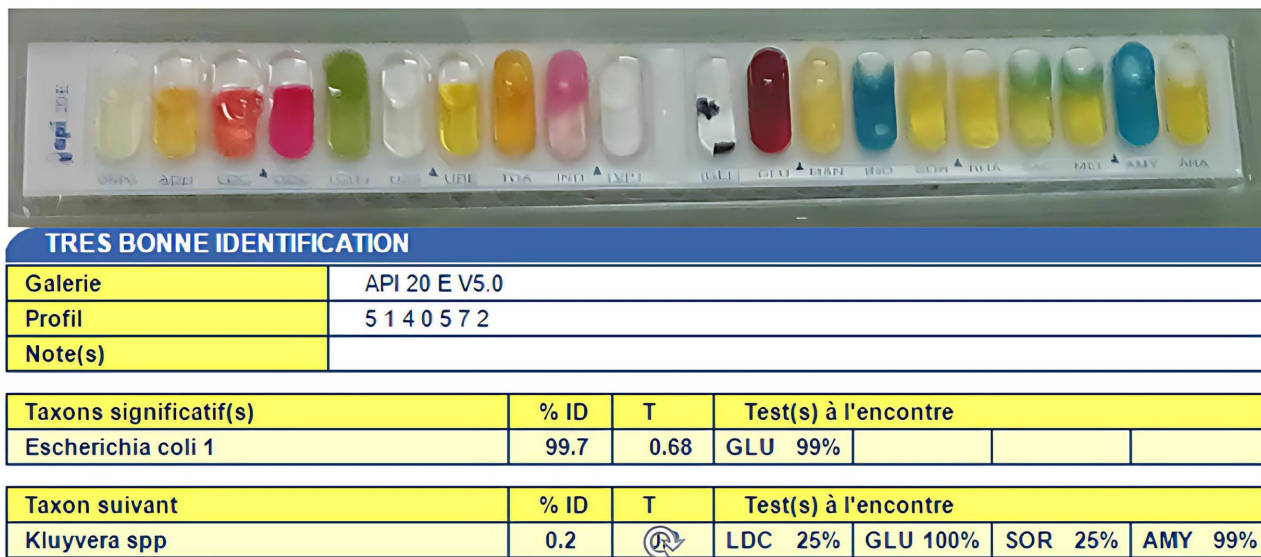 api 20E
ONPG ADH LDC ODC CIT URE TDA IND VP GEL GLU MAN INO SOR RHA SAC MEL AMY ARA
TRES BONNE IDENTIFICATION
Galerie API 20 E V5.0
Profil 5 1 4 0 5 7 2
Note(s)
Taxons significatif(s) % ID T Test(s) à l'encontre
Escherichia coli 1 99.7 0.68 GLU 99%
Taxon suivant % ID T Test(s) à l'encontre
Kluyvera spp 0.2 LDC 25% GLU 100% SOR 25% AMY 99%